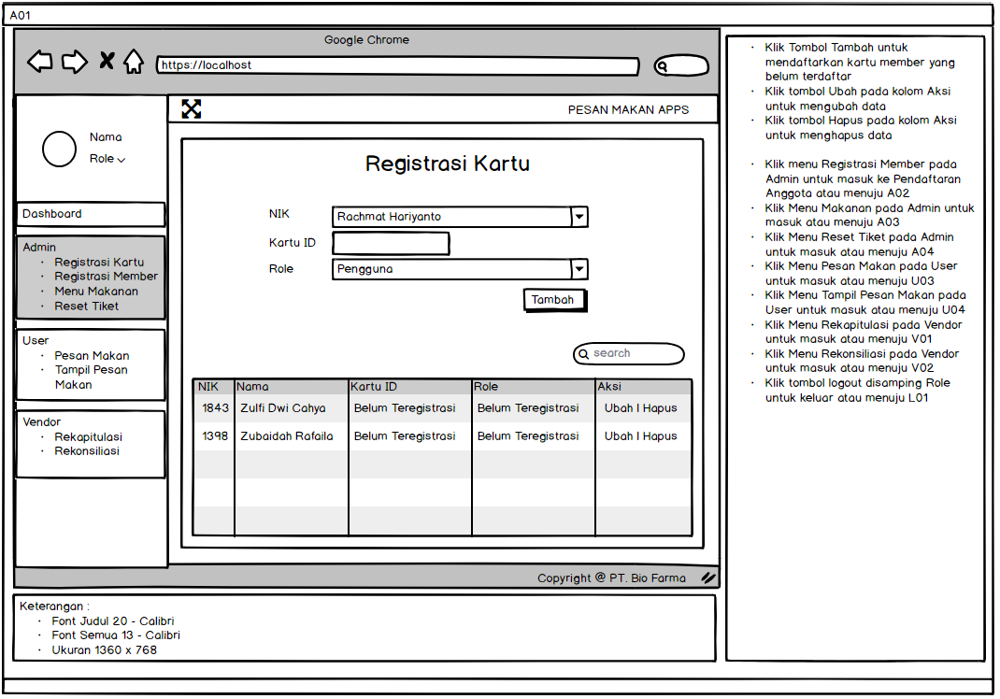 A01
Google Chrome
https://localhost
PESAN MAKAN APPS
Nama
Role
Dashboard
Admin
· Registrasi Kartu
· Registrasi Member
· Menu Makanan
· Reset Tiket
User
· Pesan Makan
· Tampil Pesan
Makan
Vendor
· Rekapitulasi
· Rekonsiliasi
Registrasi Kartu
NIK Rachmat Hariyanto
Kartu ID
Role Pengguna
Tambah
search
NIK Nama Kartu ID Role Aksi
1843 Zulfi Dwi Cahya Belum Teregistrasi Belum Teregistrasi Ubah | Hapus
1398 Zubaidah Rafaila Belum Teregistrasi Belum Teregistrasi Ubah | Hapus
Copyright @ PT. Bio Farma
Keterangan :
· Font Judul 20 - Calibri
· Font Semua 13 - Calibri
· Ukuran 1360 x 768
· Klik Tombol Tambah untuk
mendaftarkan kartu member yang
belum terdaftar
· Klik tombol Ubah pada kolom Aksi
untuk mengubah data
· Klik tombol Hapus pada kolom Aksi
untuk menghapus data
· Klik menu Registrasi Member pada
Admin untuk masuk ke Pendaftaran
Anggota atau menuju A02
· Klik Menu Makanan pada Admin untuk
masuk atau menuju A03
· Klik Menu Reset Tiket pada Admin
untuk masuk atau menuju A04
· Klik Menu Pesan Makan pada User
untuk masuk atau menuju U03
· Klik Menu Tampil Pesan Makan pada
User untuk masuk atau menuju U04
· Klik Menu Rekapitulasi pada Vendor
untuk masuk atau menuju V01
· Klik Menu Rekonsiliasi pada Vendor
untuk masuk atau menuju V02
· Klik tombol logout disamping Role
untuk keluar atau menuju L01